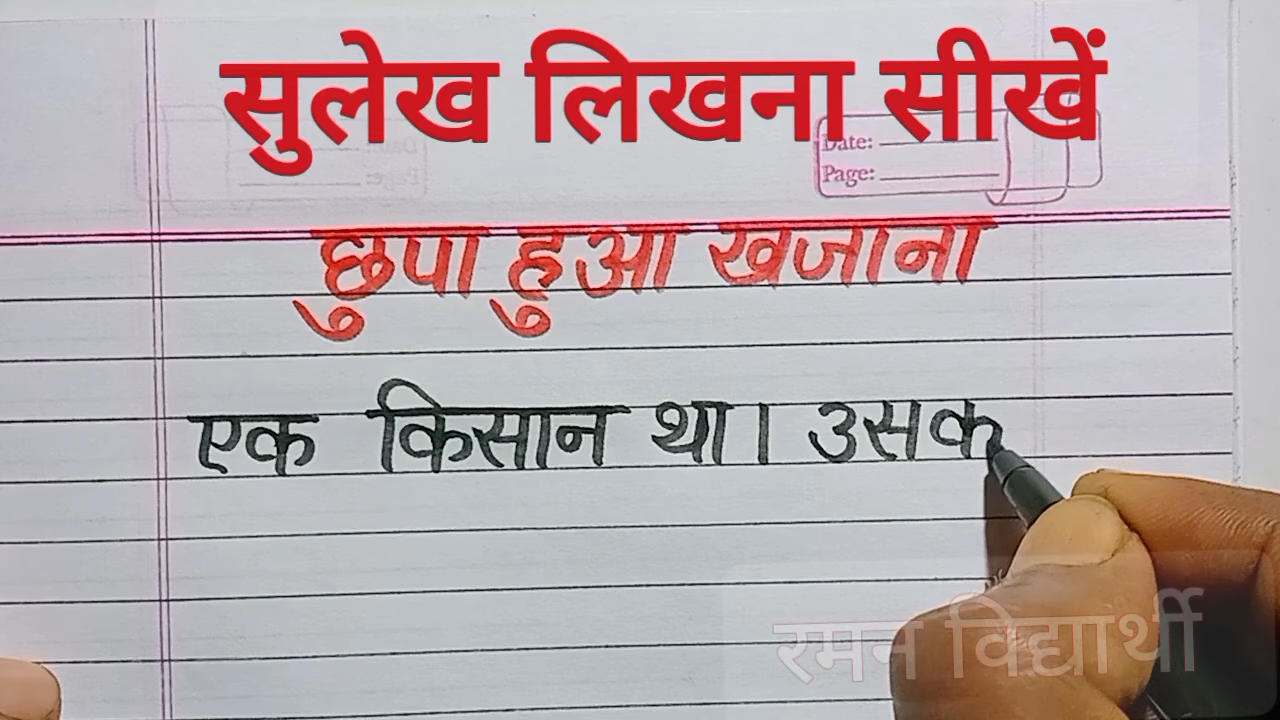 सुलेख लिखना सीखें
Date:
Page:
छुपा हुआ खजाना
एक किसान था। उसक
रमन विद्यार्थी